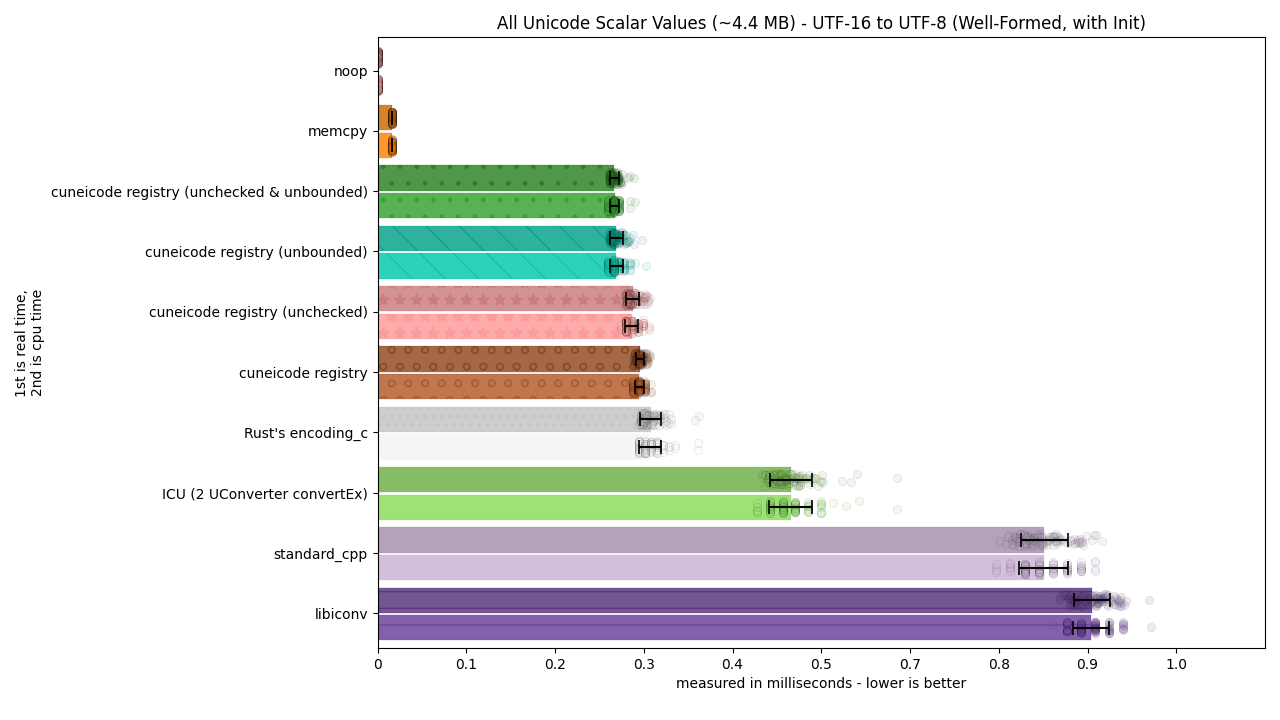 All Unicode Scalar Values (~4.4 MB) - UTF-16 to UTF-8 (Well-Formed, with Init)
1st is real time,
2nd is cpu time
noop
memcpy
cuneicode registry (unchecked & unbounded)
cuneicode registry (unbounded)
cuneicode registry (unchecked)
cuneicode registry
Rust's encoding_c
ICU (2 UConverter convertEx)
standard_cpp
libiconv
0 0.1 0.2 0.3 0.4 0.5 0.6 0.7 0.8 0.9 1.0
measured in milliseconds - lower is better